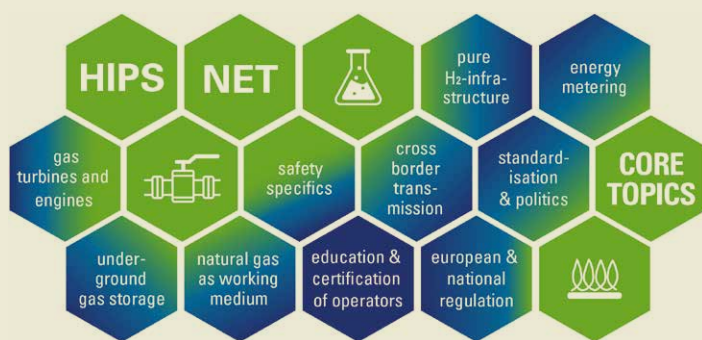 HIPS
NET
pure
H₂-infra-
structure
energy
metering
gas
turbines and
engines
safety
specifics
cross
border
trans-
mission
standard-
isation
& politics
CORE
TOPICS
under-
ground
gas storage
natural gas
as working
medium
education &
certification
of operators
european &
national
regulation